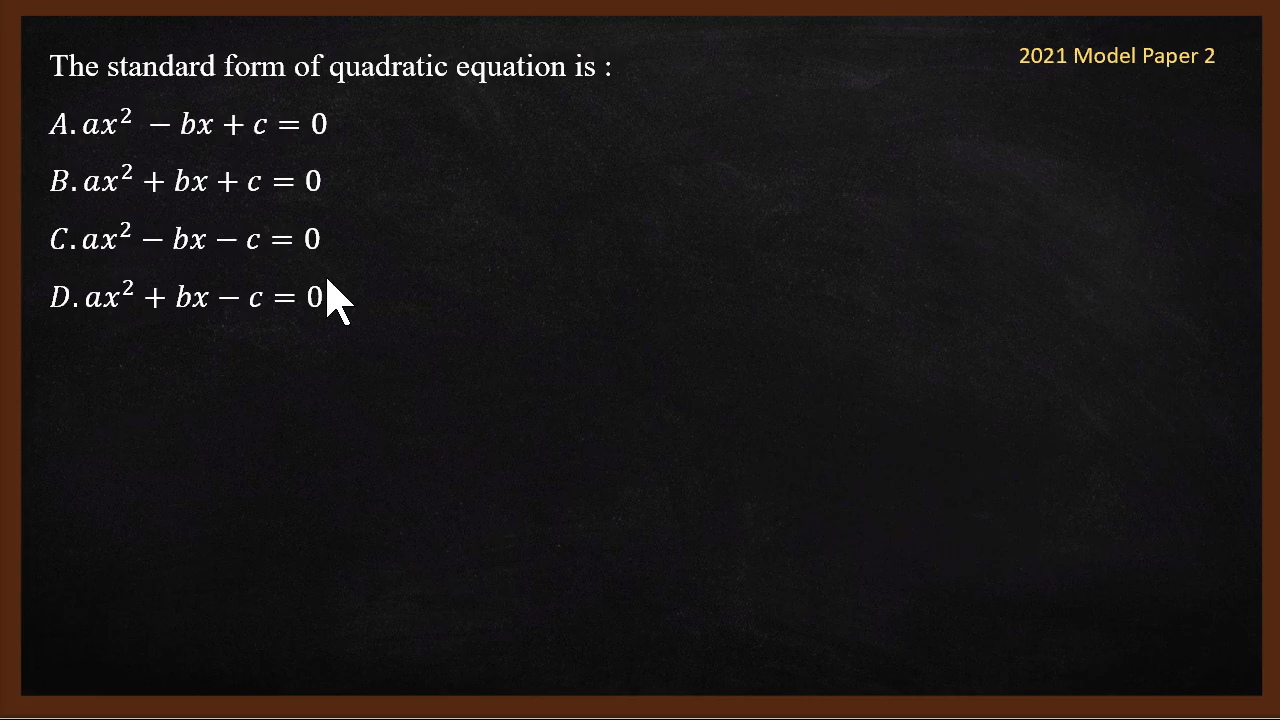 The standard form of quadratic equation is :
2021 Model Paper 2
A. ax² − bx + c = 0
B. ax² + bx + c = 0
C. ax² − bx − c = 0
D. ax² + bx − c = 0